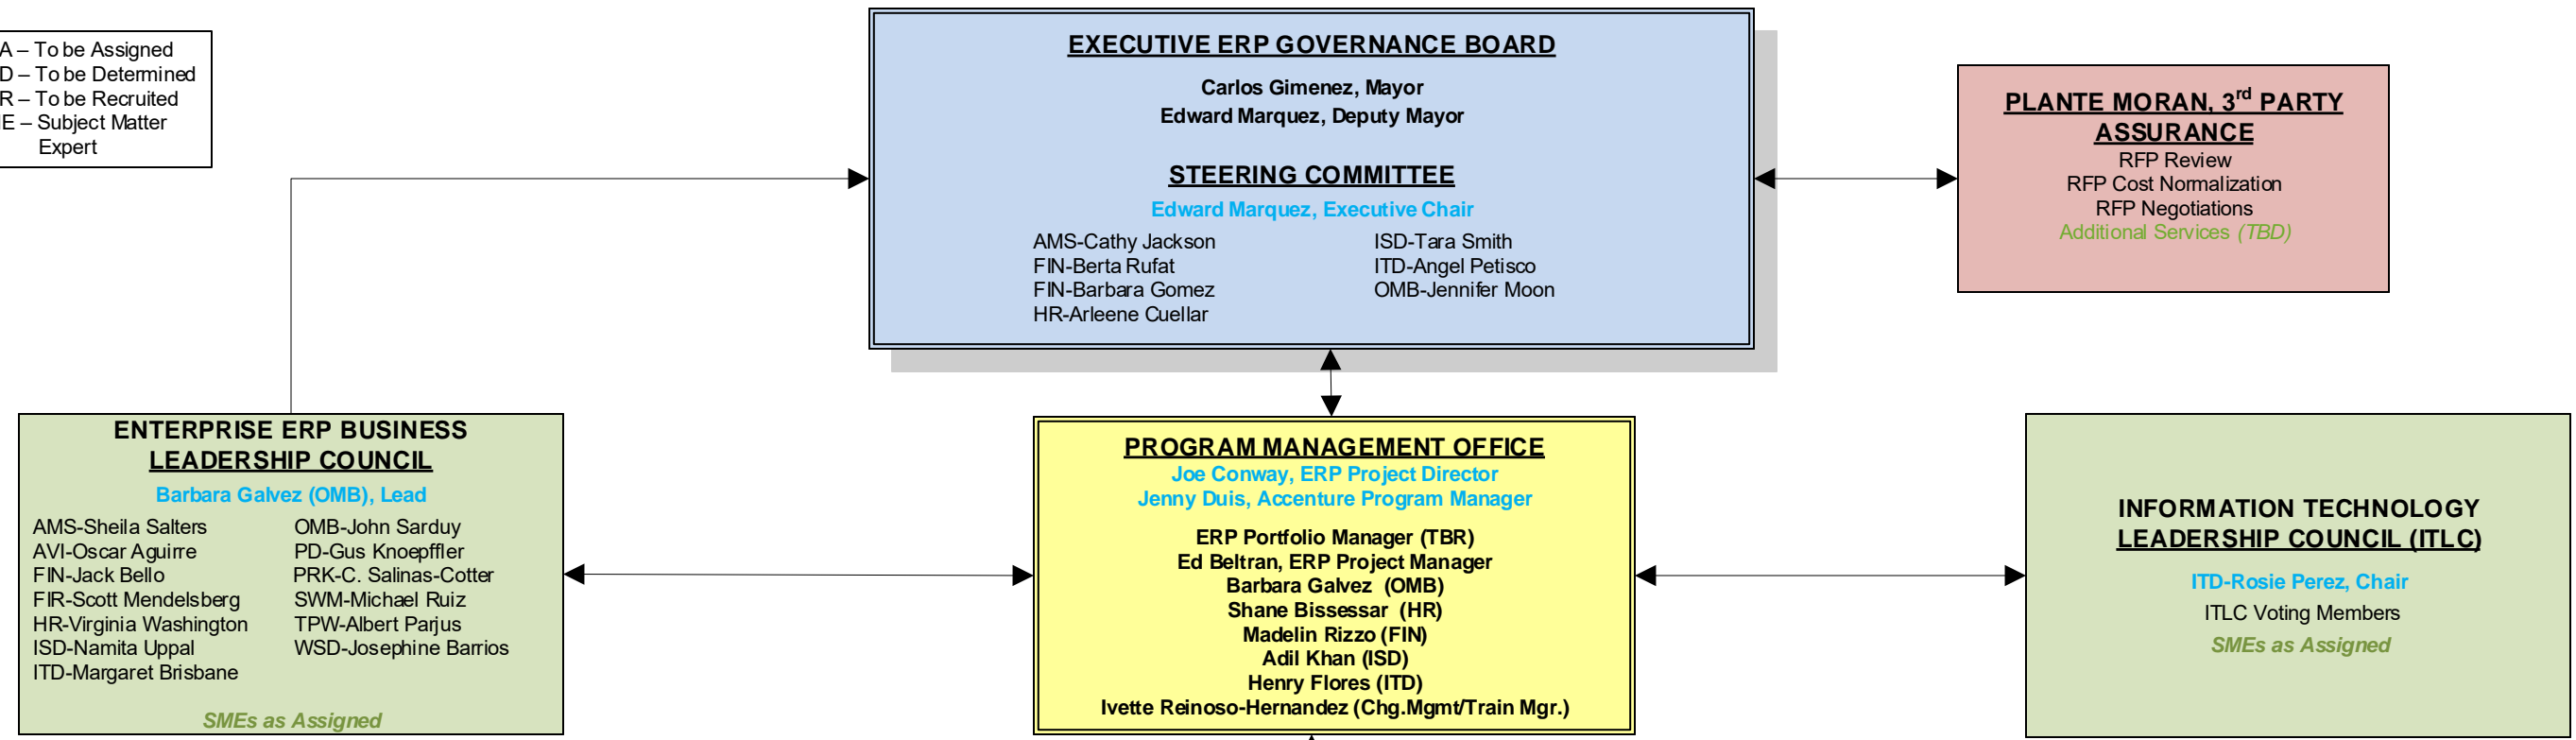 A – To be Assigned
D – To be Determined
R – To be Recruited
E – Subject Matter
Expert
EXECUTIVE ERP GOVERNANCE BOARD
Carlos Gimenez, Mayor
Edward Marquez, Deputy Mayor
STEERING COMMITTEE
Edward Marquez, Executive Chair
AMS-Cathy Jackson
FIN-Berta Rufat
FIN-Barbara Gomez
HR-Arleene Cuellar
ISD-Tara Smith
ITD-Angel Petisco
OMB-Jennifer Moon
PLANTE MORAN, 3rd PARTY
ASSURANCE
RFP Review
RFP Cost Normalization
RFP Negotiations
Additional Services (TBD)
ENTERPRISE ERP BUSINESS
LEADERSHIP COUNCIL
Barbara Galvez (OMB), Lead
AMS-Sheila Salters
AVI-Oscar Aguirre
FIN-Jack Bello
FIR-Scott Mendelsberg
HR-Virginia Washington
ISD-Namita Uppal
ITD-Margaret Brisbane
OMB-John Sarduy
PD-Gus Knoepffler
PRK-C. Salinas-Cotter
SWM-Michael Ruiz
TPW-Albert Parjus
WSD-Josephine Barrios
SMEs as Assigned
PROGRAM MANAGEMENT OFFICE
Joe Conway, ERP Project Director
Jenny Duis, Accenture Program Manager
ERP Portfolio Manager (TBR)
Ed Beltran, ERP Project Manager
Barbara Galvez (OMB)
Shane Bissessar (HR)
Madelin Rizzo (FIN)
Adil Khan (ISD)
Henry Flores (ITD)
Ivette Reinoso-Hernandez (Chg.Mgmt/Train Mgr.)
INFORMATION TECHNOLOGY
LEADERSHIP COUNCIL (ITLC)
ITD-Rosie Perez, Chair
ITLC Voting Members
SMEs as Assigned